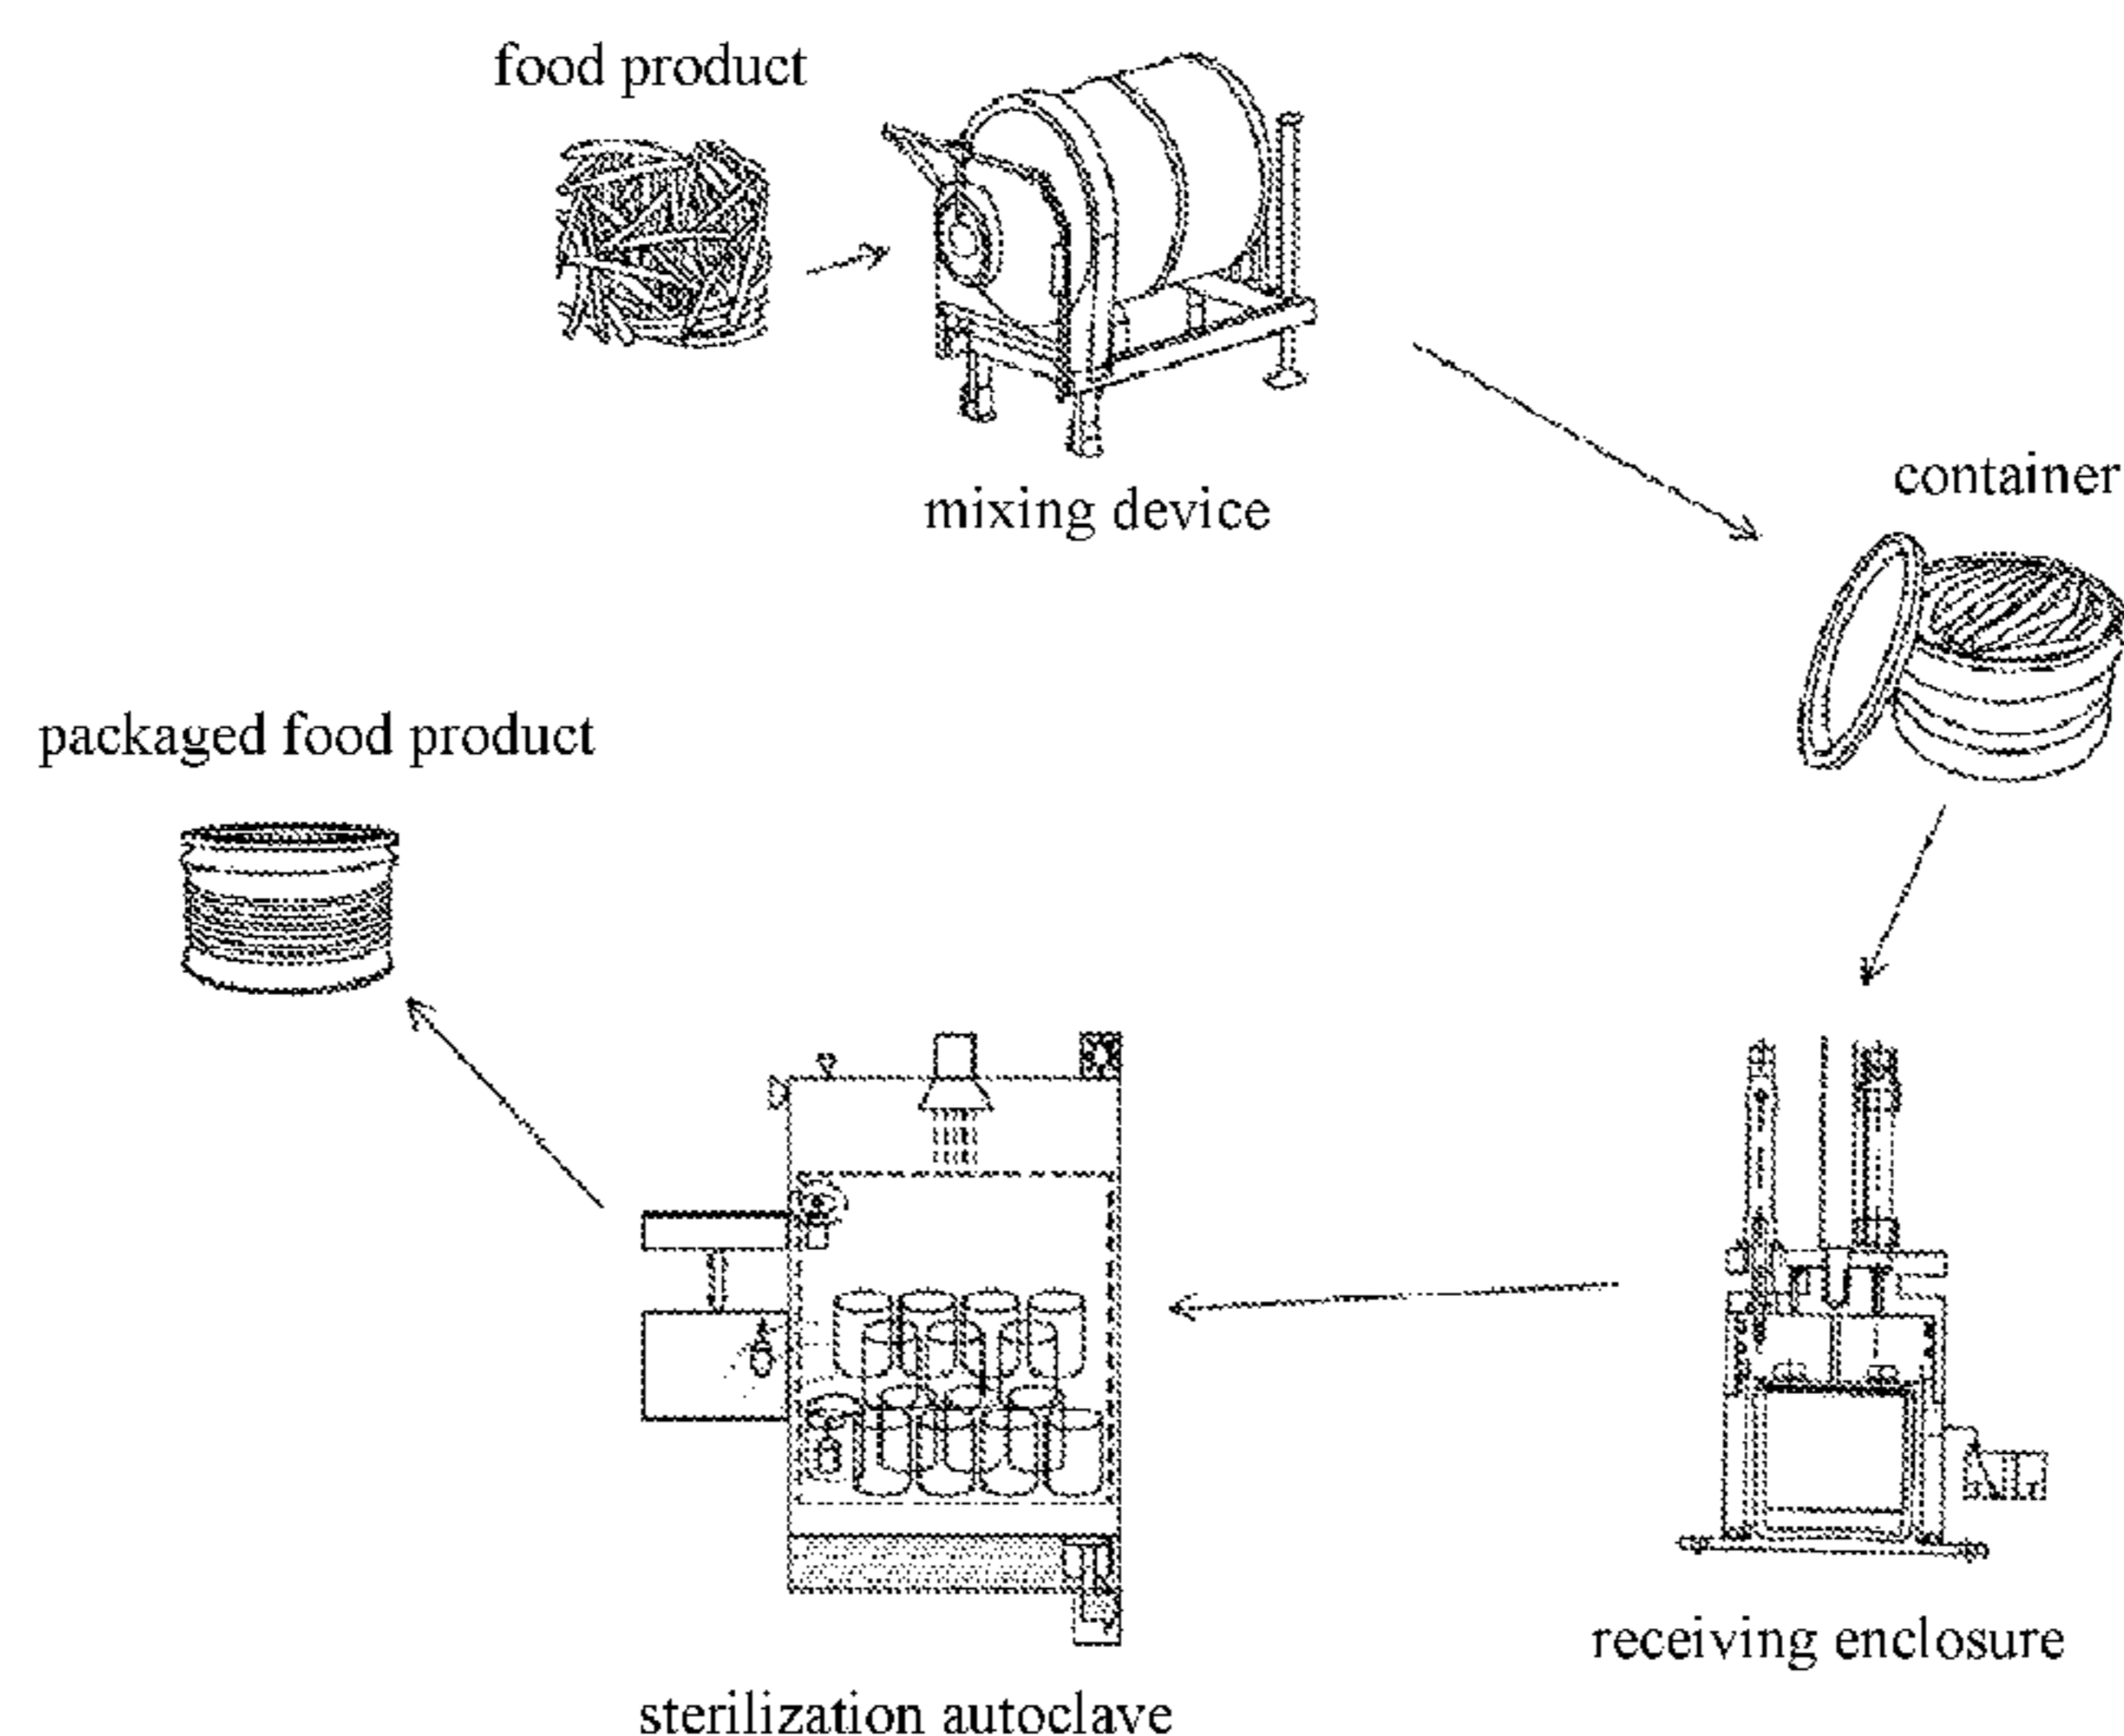 food product
mixing device
container
packaged food product
receiving enclosure
sterilization autoclave